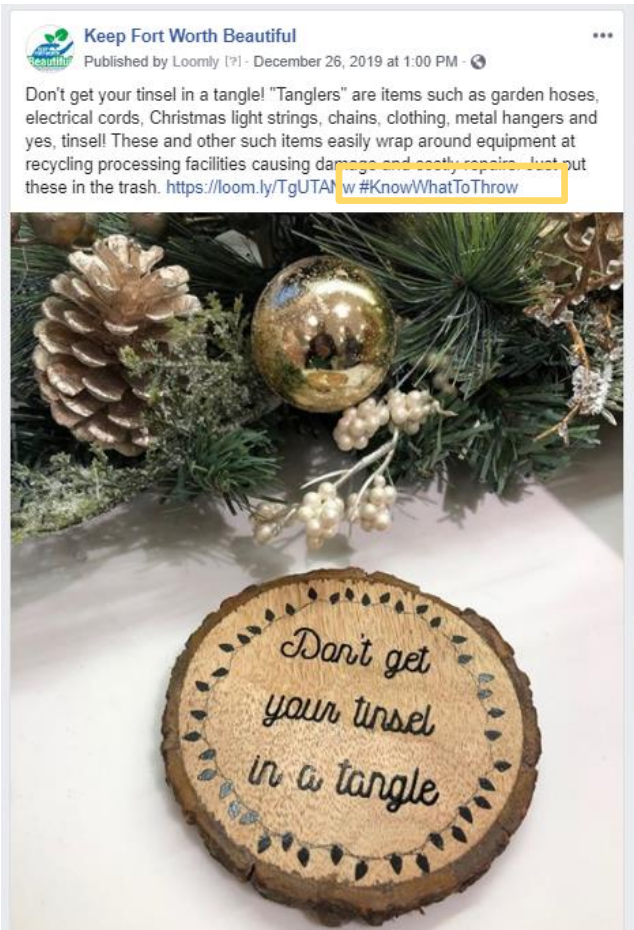 Keep Fort Worth Beautiful
Published by Loomly [?] · December 26, 2019 at 1:00 PM ·
Don't get your tinsel in a tangle! "Tanglers" are items such as garden hoses,
electrical cords, Christmas light strings, chains, clothing, metal hangers and
yes, tinsel! These and other such items easily wrap around equipment at
recycling processing facilities causing damage and costly repairs. Just put
these in the trash. https://loom.ly/TgUTANw #KnowWhatToThrow
Don't get
your tinsel
in a tangle